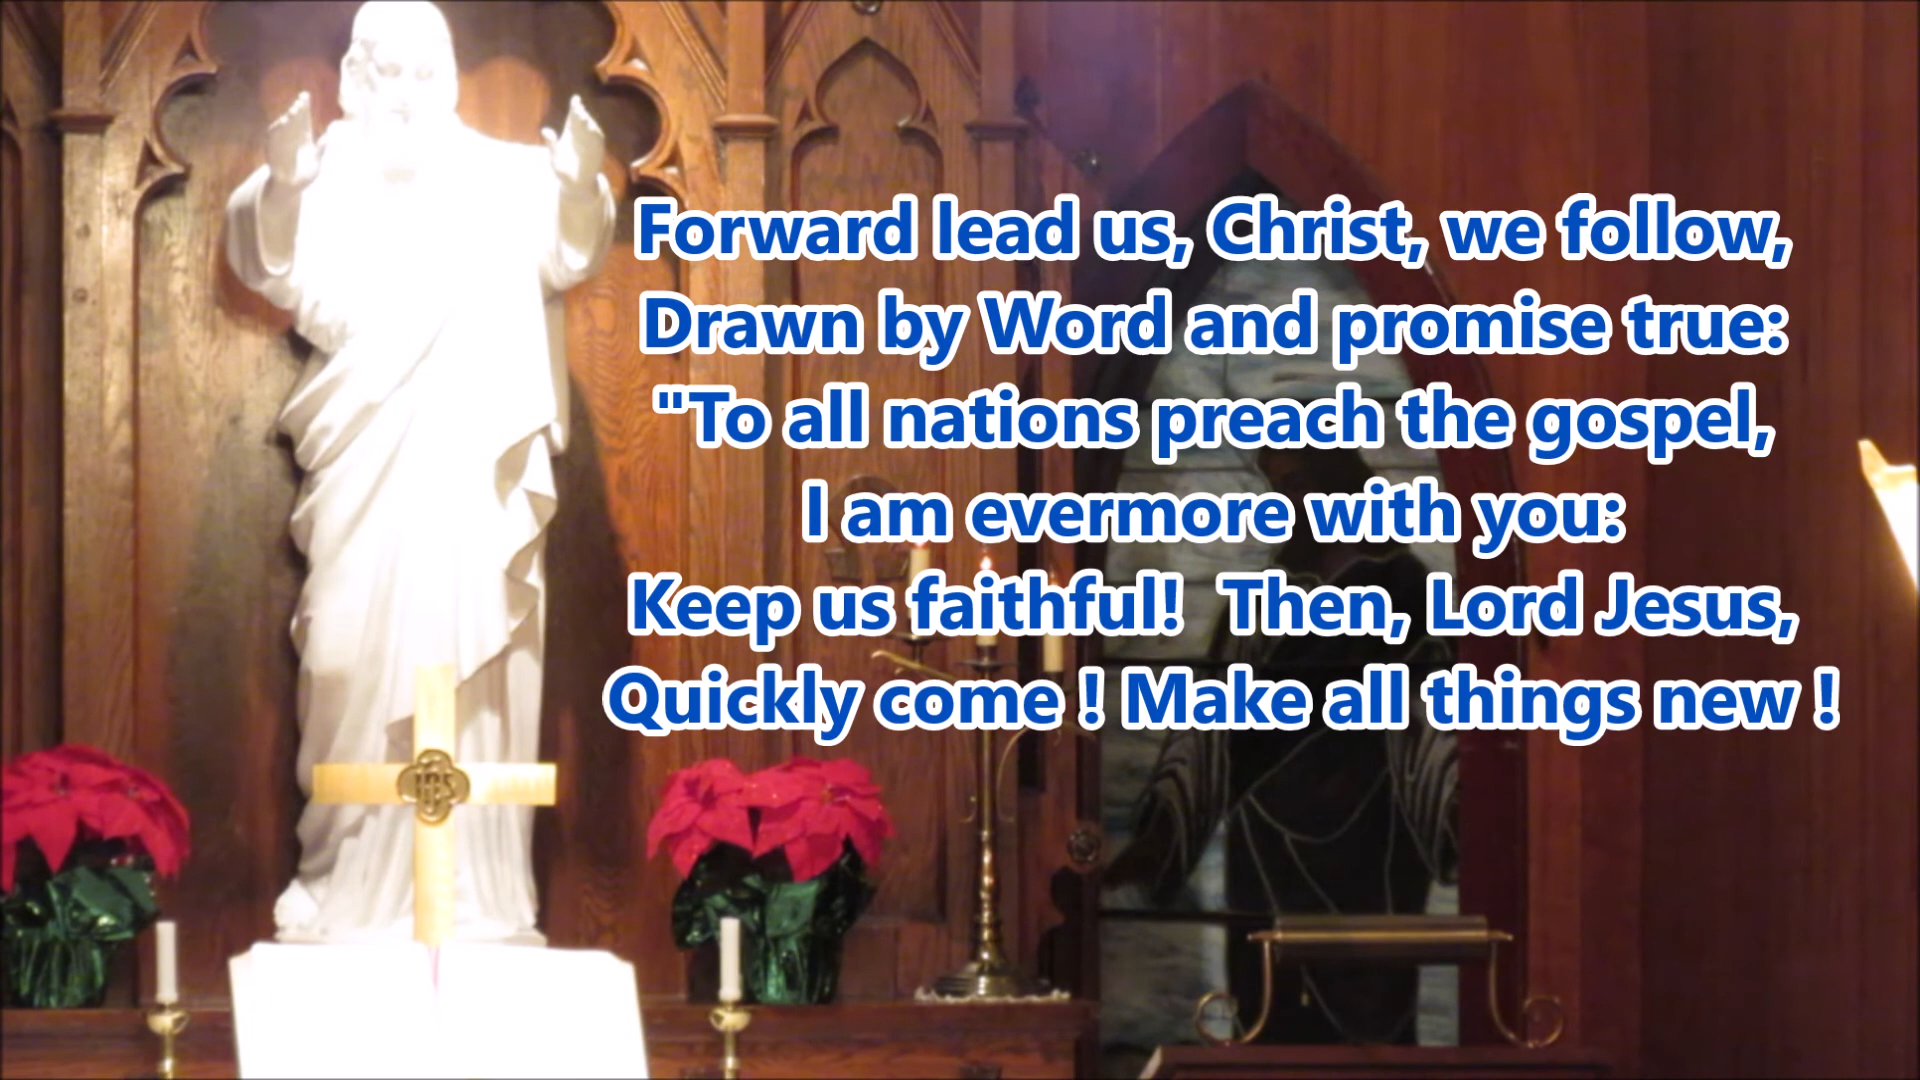 Forward lead us, Christ, we follow,
Drawn by Word and promise true:
"To all nations preach the gospel,
I am evermore with you:
Keep us faithful!  Then, Lord Jesus,
Quickly come ! Make all things new !
IHS